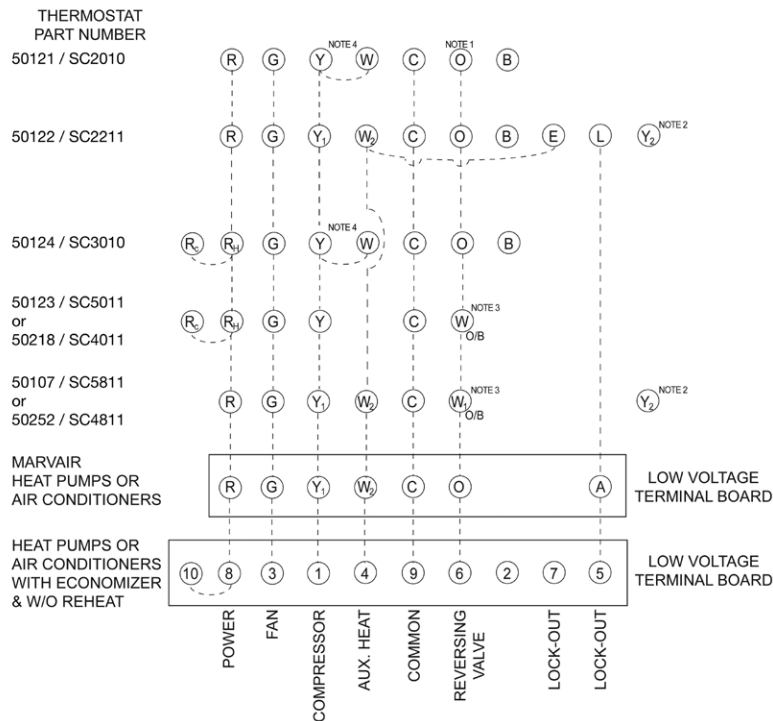 THERMOSTAT
PART NUMBER
50121 / SC2010
R G Y NOTE 4 W C O NOTE 1 B
50122 / SC2211
R G Y1 W2 C O B E L Y2 NOTE 2
50124 / SC3010
Rc RH G Y NOTE 4 W C O B
50123 / SC5011
or
50218 / SC4011
Rc RH G Y C W NOTE 3
O/B
50107 / SC5811
or
50252 / SC4811
R G Y1 W2 C W1 NOTE 3 Y2 NOTE 2
O/B
MARVAIR
HEAT PUMPS OR
AIR CONDITIONERS
R G Y1 W2 C O A
LOW VOLTAGE
TERMINAL BOARD
HEAT PUMPS OR
AIR CONDITIONERS
WITH ECONOMIZER
& W/O REHEAT
10 8 3 1 4 9 6 2 7 5
LOW VOLTAGE
TERMINAL BOARD
POWER
FAN
COMPRESSOR
AUX. HEAT
COMMON
REVERSING
VALVE
LOCK-OUT
LOCK-OUT